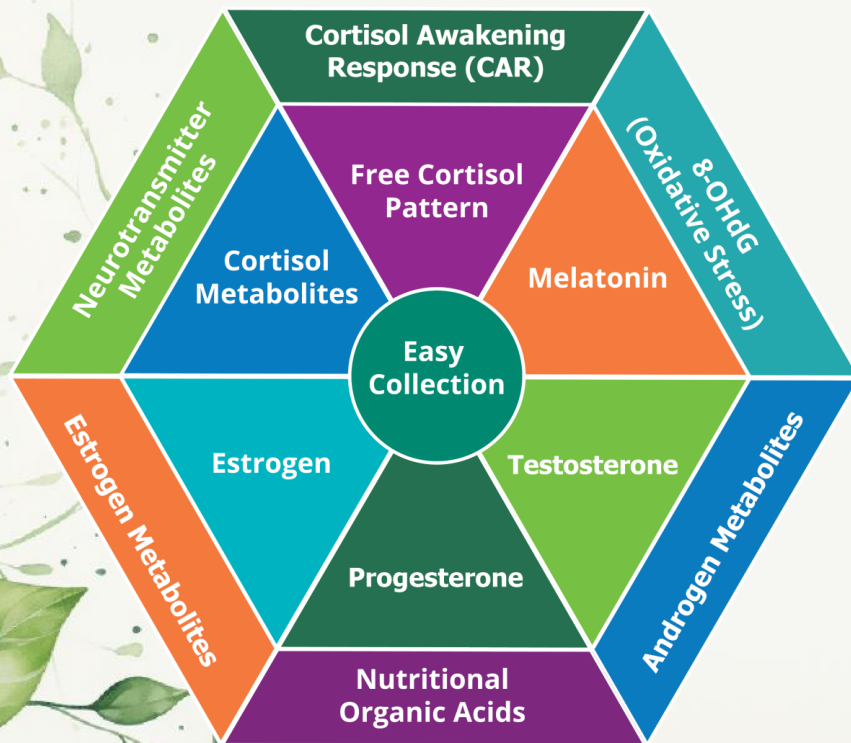 Cortisol Awakening
Response (CAR)
Neurotransmitter
Metabolites
8-OHdG
(Oxidative Stress)
Free Cortisol
Pattern
Cortisol
Metabolites
Melatonin
Easy
Collection
Estrogen
Testosterone
Progesterone
Estrogen Metabolites
Androgen Metabolites
Nutritional
Organic Acids